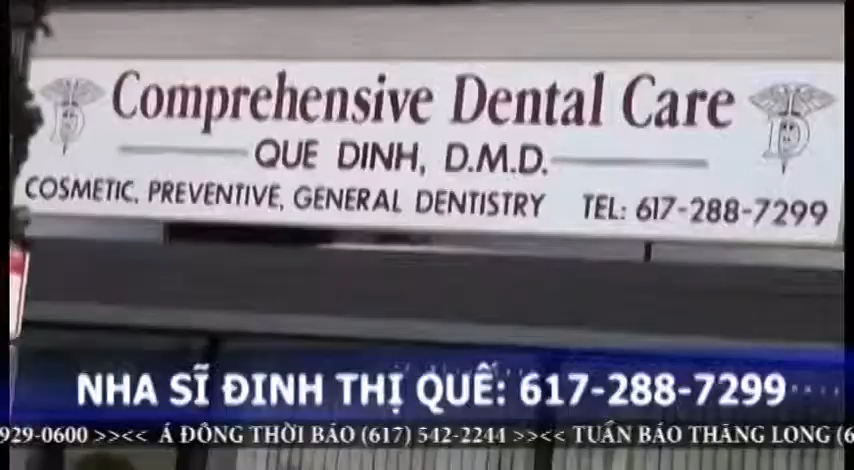 Comprehensive Dental Care
QUE DINH, D.M.D.
COSMETIC, PREVENTIVE, GENERAL DENTISTRY TEL: 617-288-7299
NHA SĨ ĐINH THỊ QUẾ: 617-288-7299
929-0600 >><< Á ĐÔNG THỜI BÁO (617) 542-2244 >><< TUẦN BÁO THĂNG LONG (6